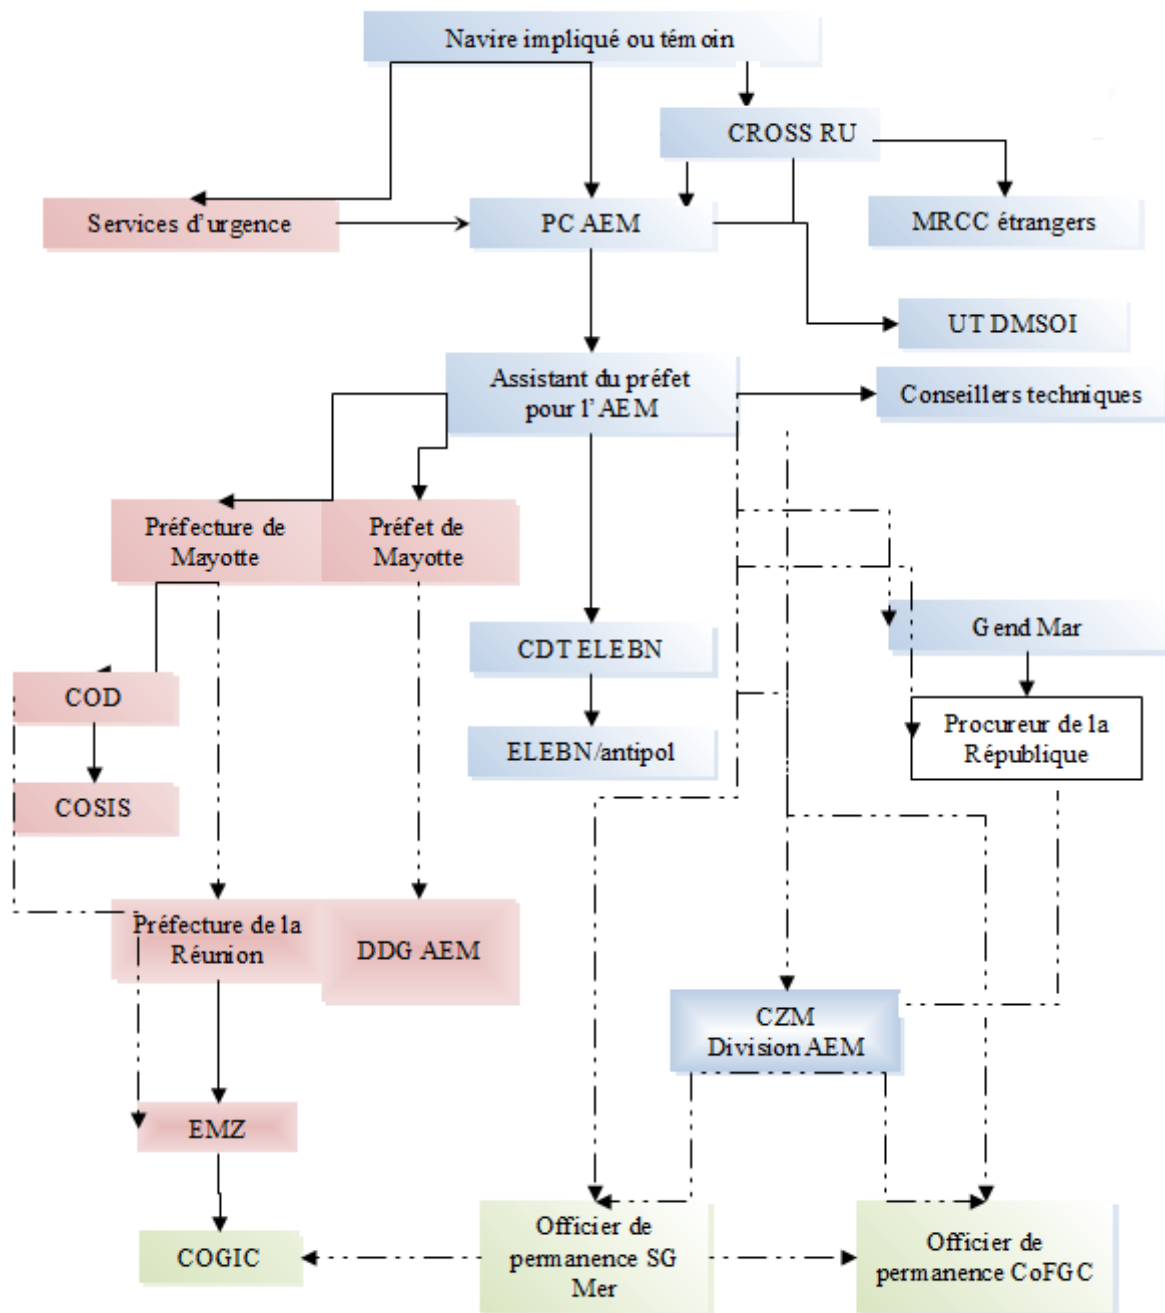 Navire impliqué ou témoin
CROSS RU
Services d'urgence
PC AEM
MRCC étrangers
UT DMSOI
Assistant du préfet
pour l'AEM
Conseillers techniques
Préfecture de
Mayotte
Préfet de
Mayotte
Gend Mar
CDT ELEBN
COD
Procureur de la
République
ELEBN/antipol
COSIS
Préfecture de la
Réunion
DDG AEM
CZM
Division AEM
EMZ
COGIC
Officier de
permanence SG
Mer
Officier de
permanence CoFGC